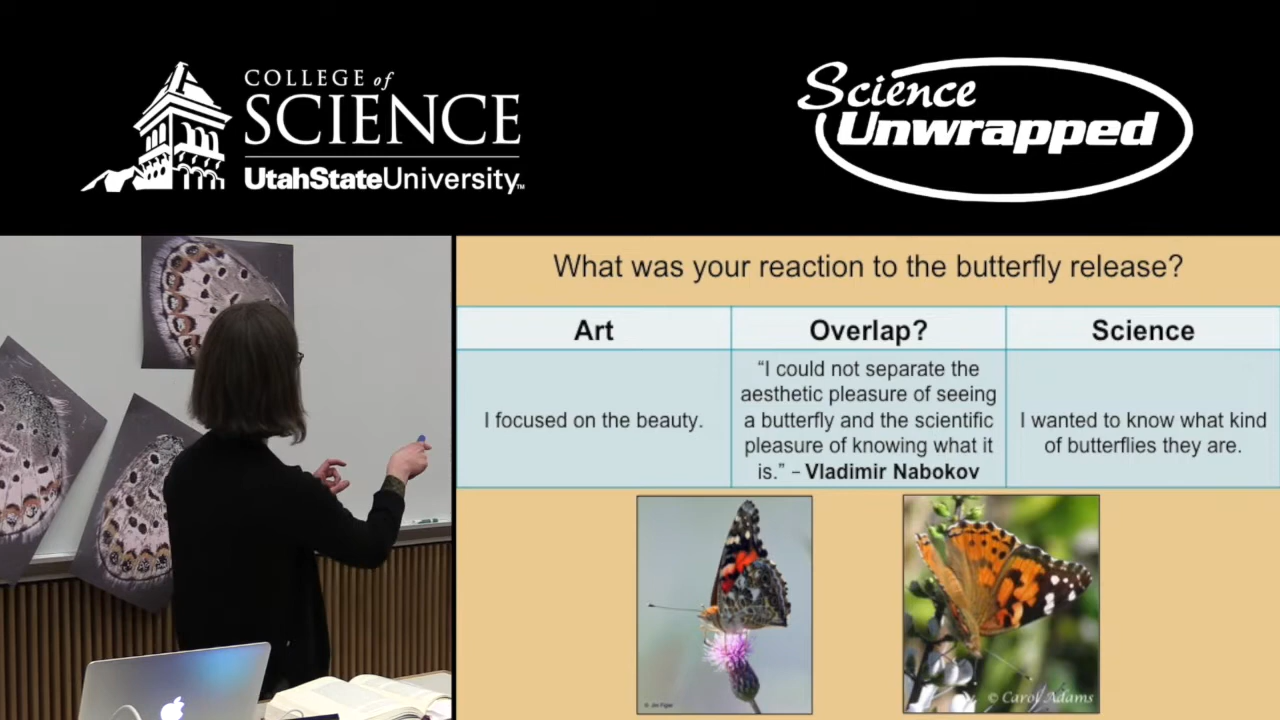 COLLEGE of
SCIENCE
UtahStateUniversity™
Science
Unwrapped
What was your reaction to the butterfly release?
Art
Overlap?
Science
I focused on the beauty.
“I could not separate the
aesthetic pleasure of seeing
a butterfly and the scientific
pleasure of knowing what it
is.” – Vladimir Nabokov
I wanted to know what kind
of butterflies they are.
© Carol Adams